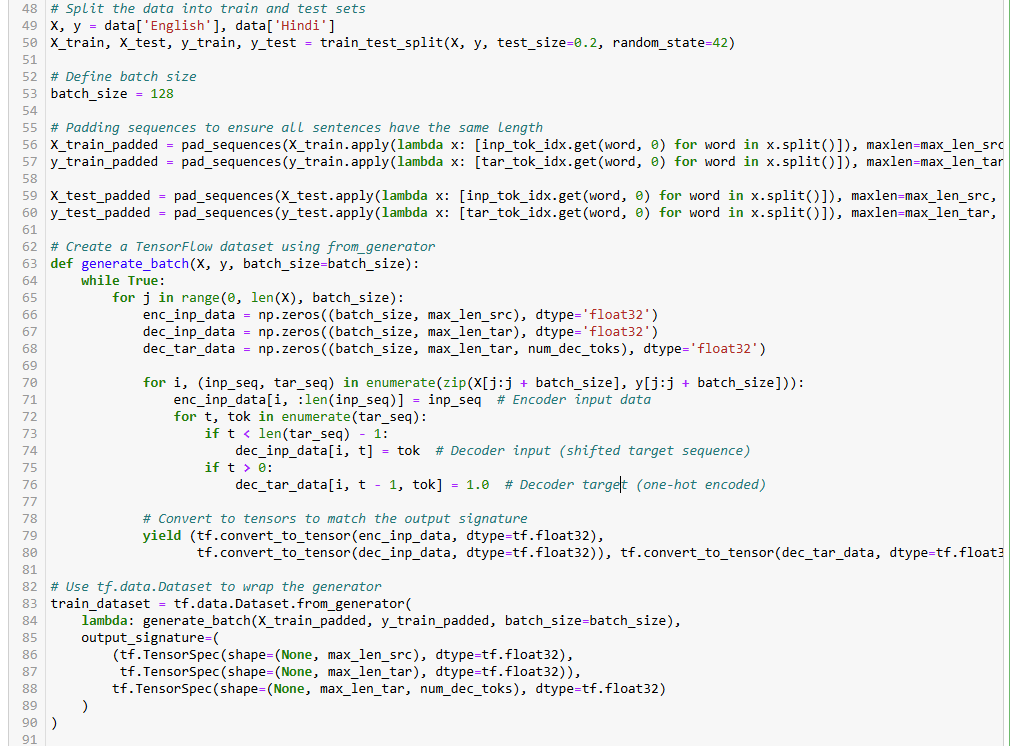 48 # Split the data into train and test sets
49 X, y = data['English'], data['Hindi']
50 X_train, X_test, y_train, y_test = train_test_split(X, y, test_size=0.2, random_state=42)
51
52 # Define batch size
53 batch_size = 128
54
55 # Padding sequences to ensure all sentences have the same length
56 X_train_padded = pad_sequences(X_train.apply(lambda x: [inp_tok_idx.get(word, 0) for word in x.split()]), maxlen=max_len_src
57 y_train_padded = pad_sequences(y_train.apply(lambda x: [tar_tok_idx.get(word, 0) for word in x.split()]), maxlen=max_len_tar
58
59 X_test_padded = pad_sequences(X_test.apply(lambda x: [inp_tok_idx.get(word, 0) for word in x.split()]), maxlen=max_len_src,
60 y_test_padded = pad_sequences(y_test.apply(lambda x: [tar_tok_idx.get(word, 0) for word in x.split()]), maxlen=max_len_tar,
61
62 # Create a TensorFlow dataset using from_generator
63 def generate_batch(X, y, batch_size=batch_size):
64     while True:
65         for j in range(0, len(X), batch_size):
66             enc_inp_data = np.zeros((batch_size, max_len_src), dtype='float32')
67             dec_inp_data = np.zeros((batch_size, max_len_tar), dtype='float32')
68             dec_tar_data = np.zeros((batch_size, max_len_tar, num_dec_toks), dtype='float32')
69
70             for i, (inp_seq, tar_seq) in enumerate(zip(X[j:j + batch_size], y[j:j + batch_size])):
71                 enc_inp_data[i, :len(inp_seq)] = inp_seq  # Encoder input data
72                 for t, tok in enumerate(tar_seq):
73                     if t < len(tar_seq) - 1:
74                         dec_inp_data[i, t] = tok  # Decoder input (shifted target sequence)
75                     if t > 0:
76                         dec_tar_data[i, t - 1, tok] = 1.0  # Decoder target (one-hot encoded)
77
78             # Convert to tensors to match the output signature
79             yield (tf.convert_to_tensor(enc_inp_data, dtype=tf.float32),
80                    tf.convert_to_tensor(dec_inp_data, dtype=tf.float32)), tf.convert_to_tensor(dec_tar_data, dtype=tf.float3
81
82 # Use tf.data.Dataset to wrap the generator
83 train_dataset = tf.data.Dataset.from_generator(
84     lambda: generate_batch(X_train_padded, y_train_padded, batch_size=batch_size),
85     output_signature=(
86         (tf.TensorSpec(shape=(None, max_len_src), dtype=tf.float32),
87          tf.TensorSpec(shape=(None, max_len_tar), dtype=tf.float32)),
88         tf.TensorSpec(shape=(None, max_len_tar, num_dec_toks), dtype=tf.float32)
89     )
90 )
91